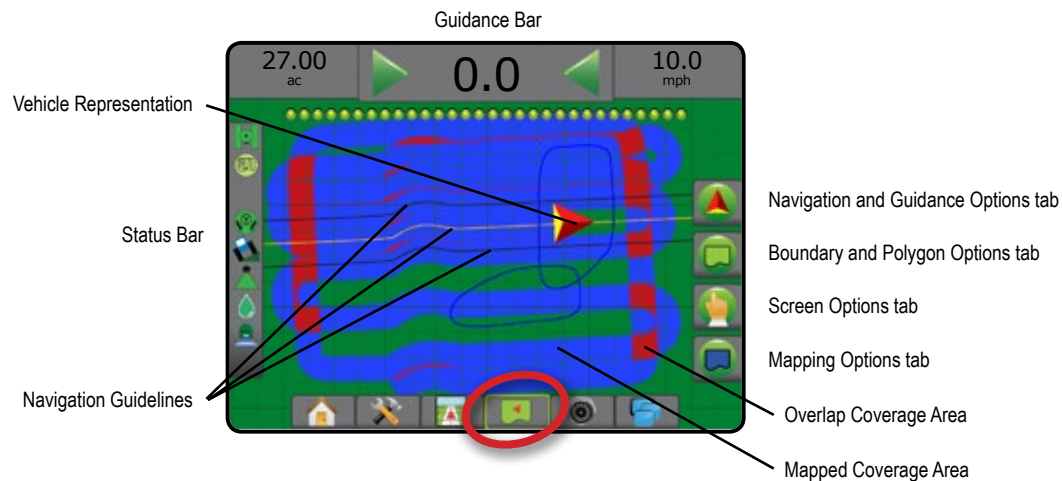 Guidance Bar
27.00
ac
0.0
10.0
mph
Vehicle Representation
Status Bar
Navigation Guidelines
Navigation and Guidance Options tab
Boundary and Polygon Options tab
Screen Options tab
Mapping Options tab
Overlap Coverage Area
Mapped Coverage Area